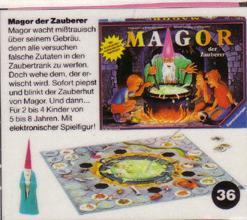 Magor der Zauberer
Magor wacht mißtrauisch
über seinem Gebräu,
denn alle versuchen
falsche Zutaten in den
Zaubertrank zu werfen.
Doch wehe dem, der er-
wischt wird. Sofort piepst
und blinkt der Zauberhut
von Magor. Und dann...
Für 2 bis 4 Kinder von
5 bis 8 Jahren. Mit
elektronischer Spielfigur!
MAGOR
MAGOR
der
Zauberer
36